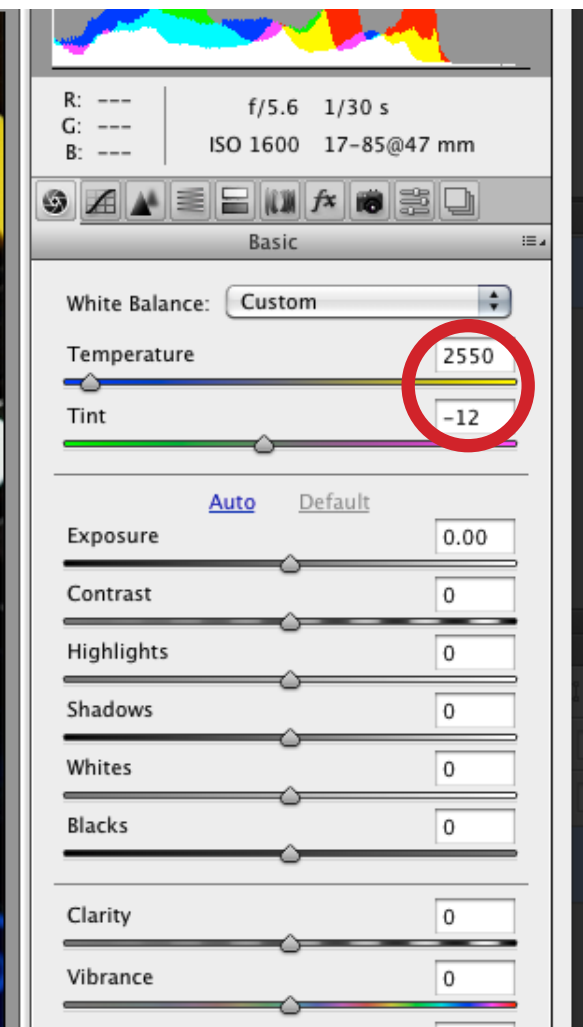 R: --- f/5.6 1/30 s
G: ---
B: --- ISO 1600 17-85@47 mm
fx
Basic
White Balance: Custom
Temperature 2550
Tint -12
Auto Default
Exposure 0.00
Contrast 0
Highlights 0
Shadows 0
Whites 0
Blacks 0
Clarity 0
Vibrance 0